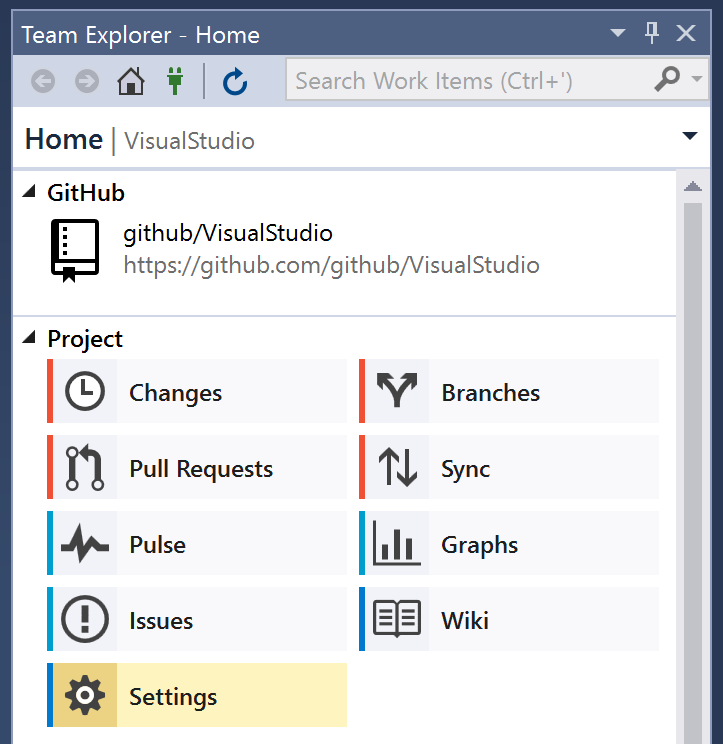 Team Explorer - Home
Search Work Items (Ctrl+')
Home | VisualStudio
GitHub
github/VisualStudio
https://github.com/github/VisualStudio
Project
Changes
Branches
Pull Requests
Sync
Pulse
Graphs
Issues
Wiki
Settings